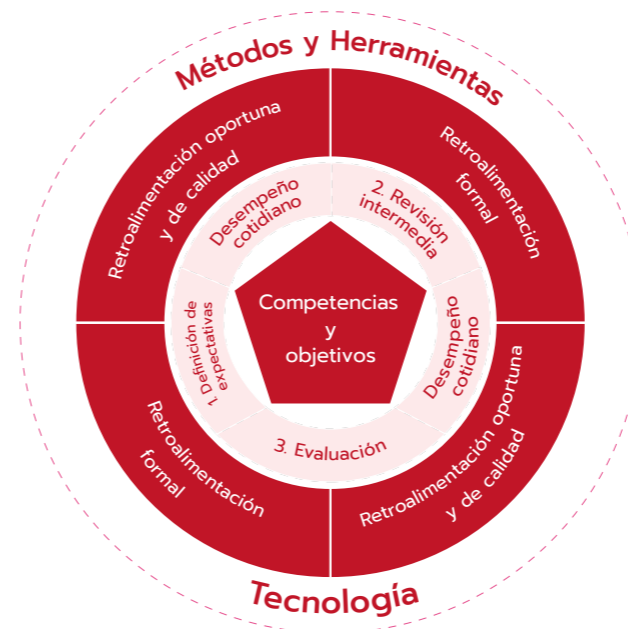 Métodos y Herramientas
Retroalimentación oportuna
y de calidad
Retroalimentación
formal
Desempeño
cotidiano
2. Revisión
intermedia
1. Definición de
expectativas
Competencias
y
objetivos
Desempeño
cotidiano
3. Evaluación
Retroalimentación
formal
Retroalimentación oportuna
y de calidad
Tecnología